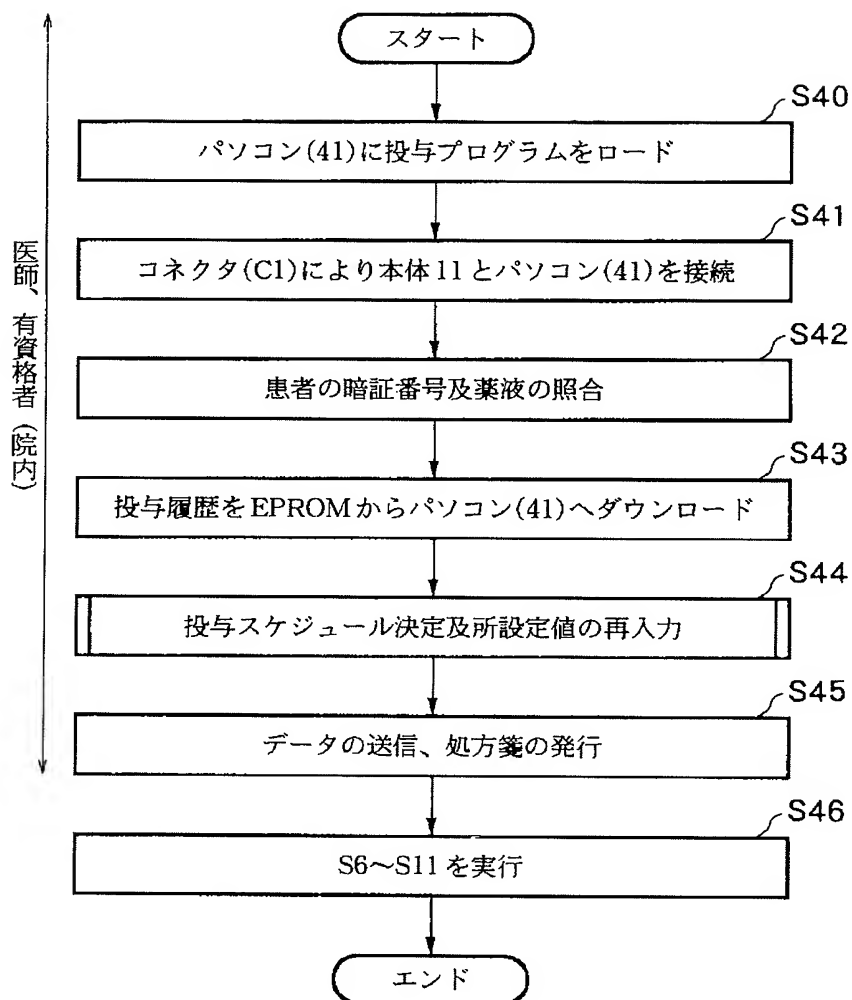 スタート
S40
パソコン(41)に投与プログラムをロード
S41
コネクタ(C1)により本体11とパソコン(41)を接続
S42
患者の暗証番号及薬液の照合
S43
投与履歴をEPROMからパソコン(41)へダウンロード
S44
投与スケジュール決定及所設定値の再入力
S45
データの送信、処方箋の発行
S46
S6～S11を実行
エンド
医師、有資格者(院内)